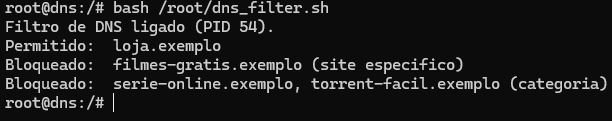 root@dns:/# bash /root/dns_filter.sh
Filtro de DNS ligado (PID 54).
Permitido:  loja.exemplo
Bloqueado:  filmes-gratis.exemplo (site especifico)
Bloqueado:  serie-online.exemplo, torrent-facil.exemplo (categoria)
root@dns:/#